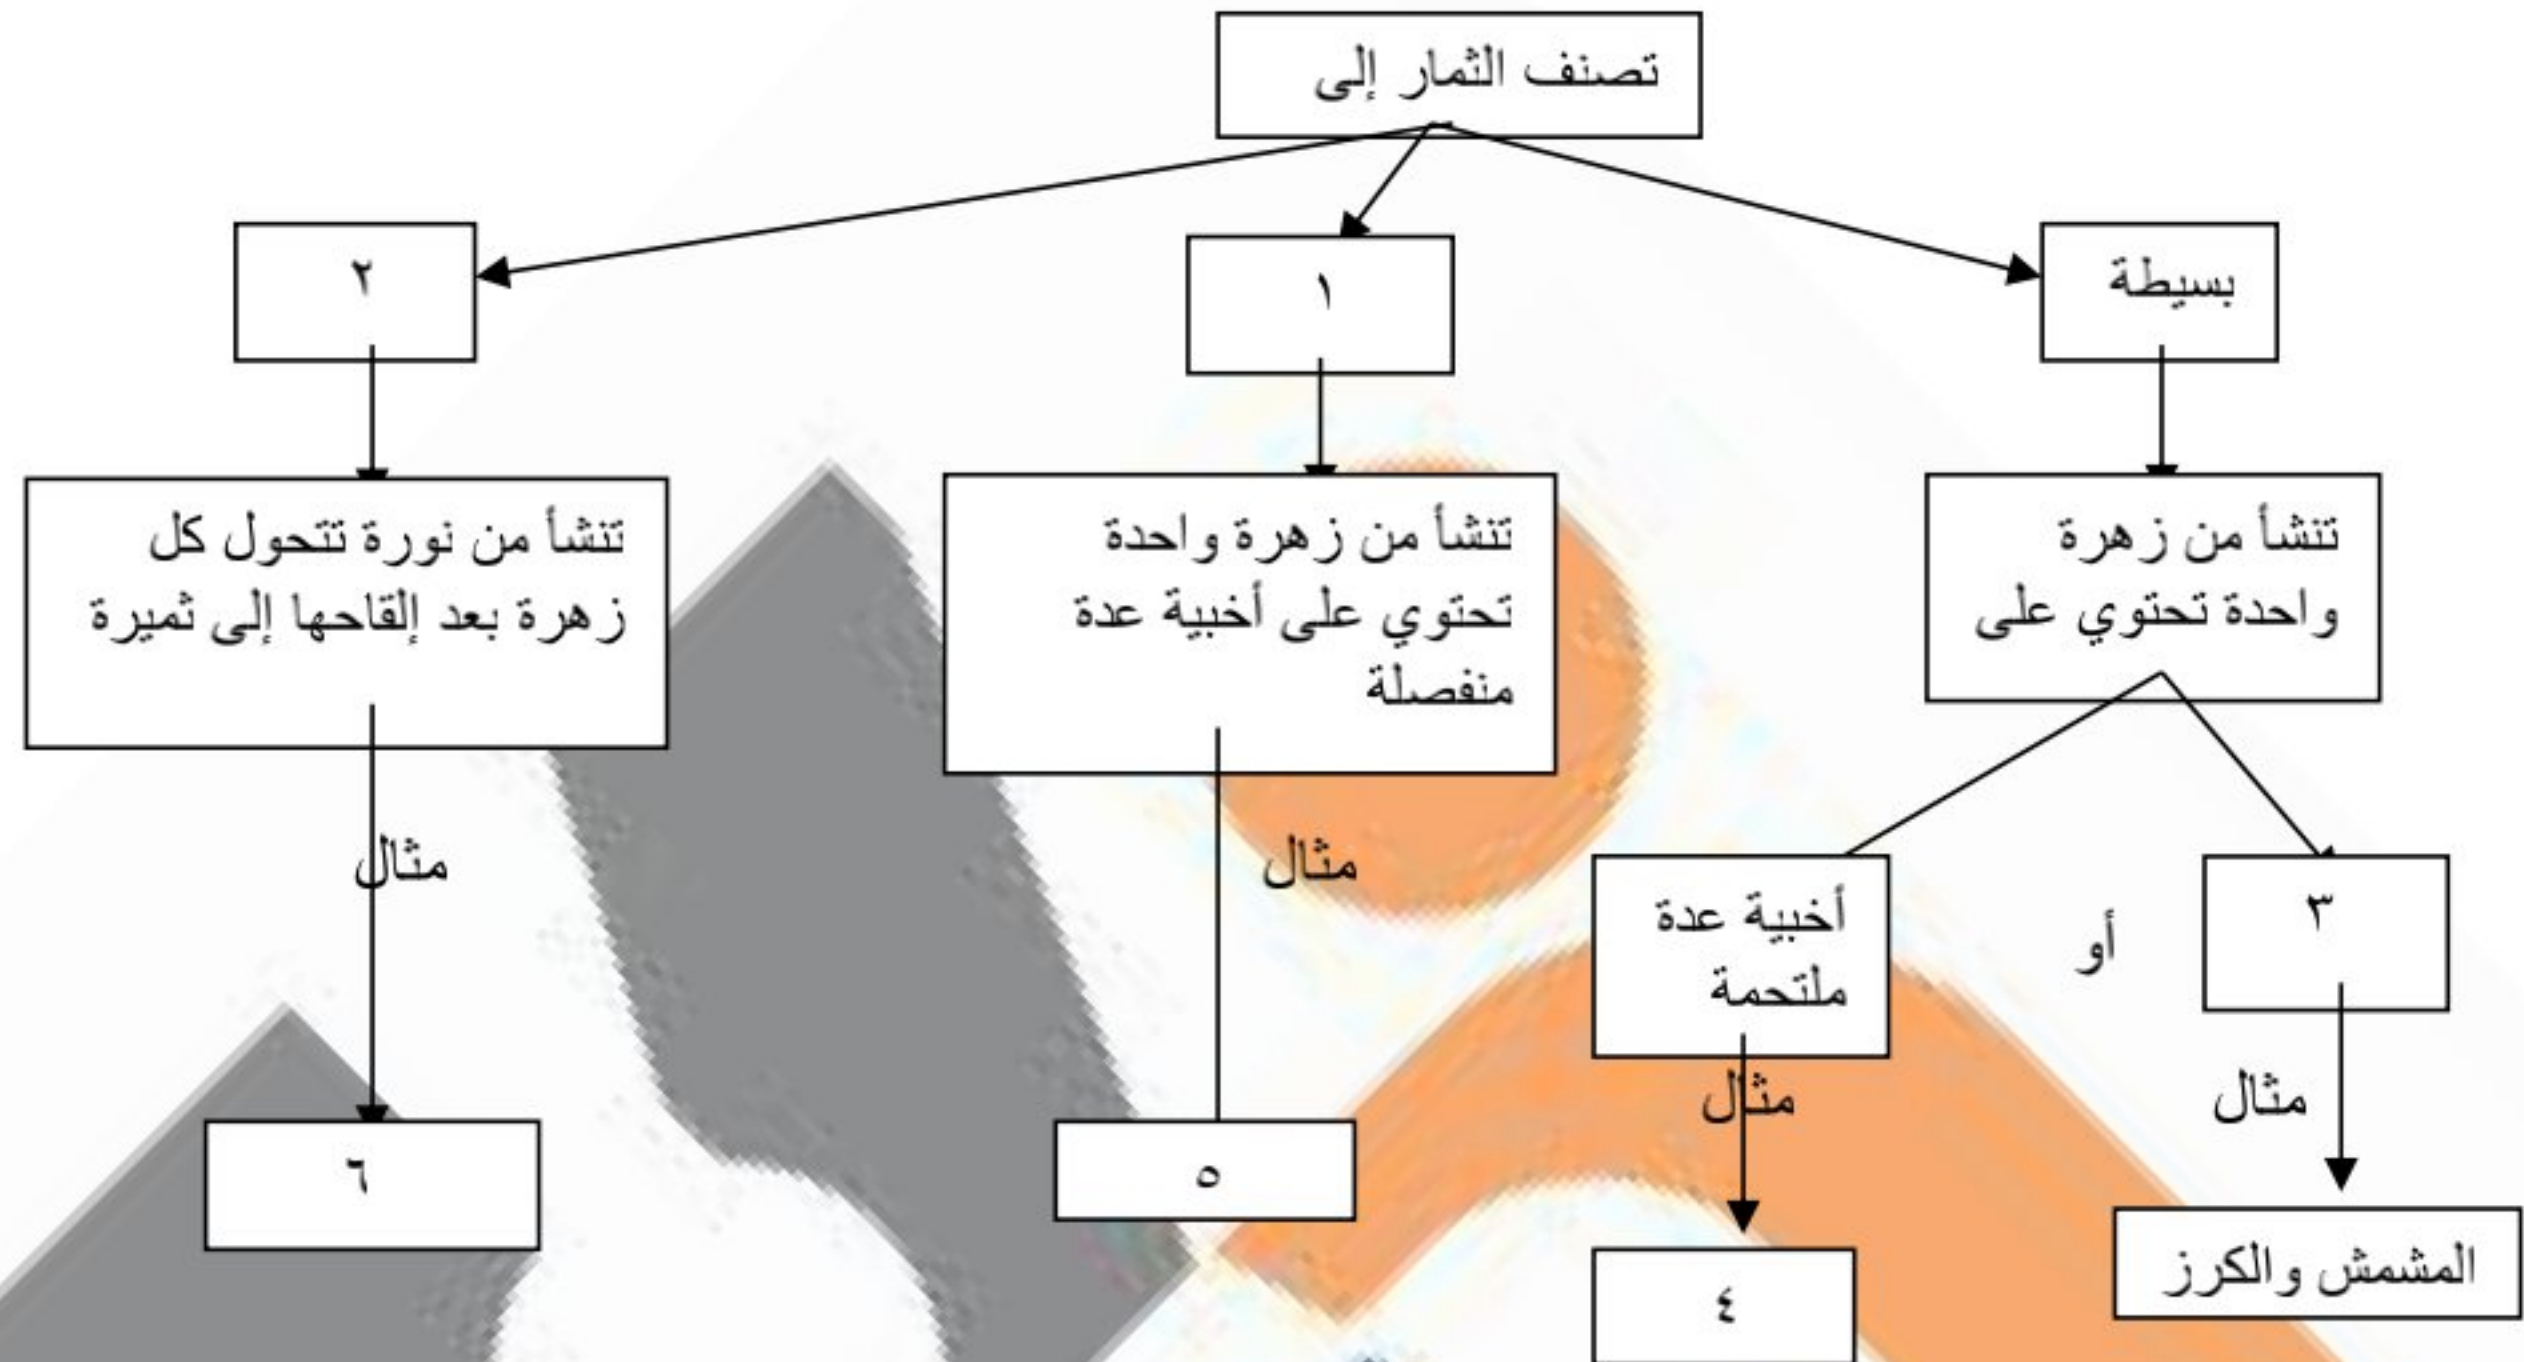 تصنف الثمار إلى
بسيطة
١
٢
تنشأ من زهرة
واحدة تحتوي على
تنشأ من زهرة واحدة
تحتوي على أخبية عدة
منفصلة
تنشأ من نورة تتحول كل
زهرة بعد إلقاحها إلى ثميرة
٣
أو
أخبية عدة
ملتحمة
مثال
مثال
مثال
مثال
المشمش والكرز
٤
٥
٦